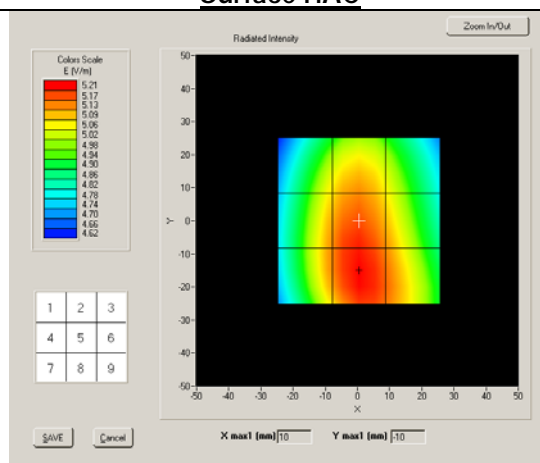 Surface HAC
Zoom In/Out
Radiated Intensity
Colors Scale
E [V/m]
5.21
5.17
5.13
5.09
5.06
5.02
4.98
4.94
4.90
4.86
4.82
4.78
4.74
4.70
4.66
4.62
50
40
30
20
10
Y
0
-10
-20
-30
-40
-50
-50 -40 -30 -20 -10 0 10 20 30 40 50
X
1 2 3
4 5 6
7 8 9
SAVE Cancel
X max1 (mm) 10 Y max1 (mm) -10